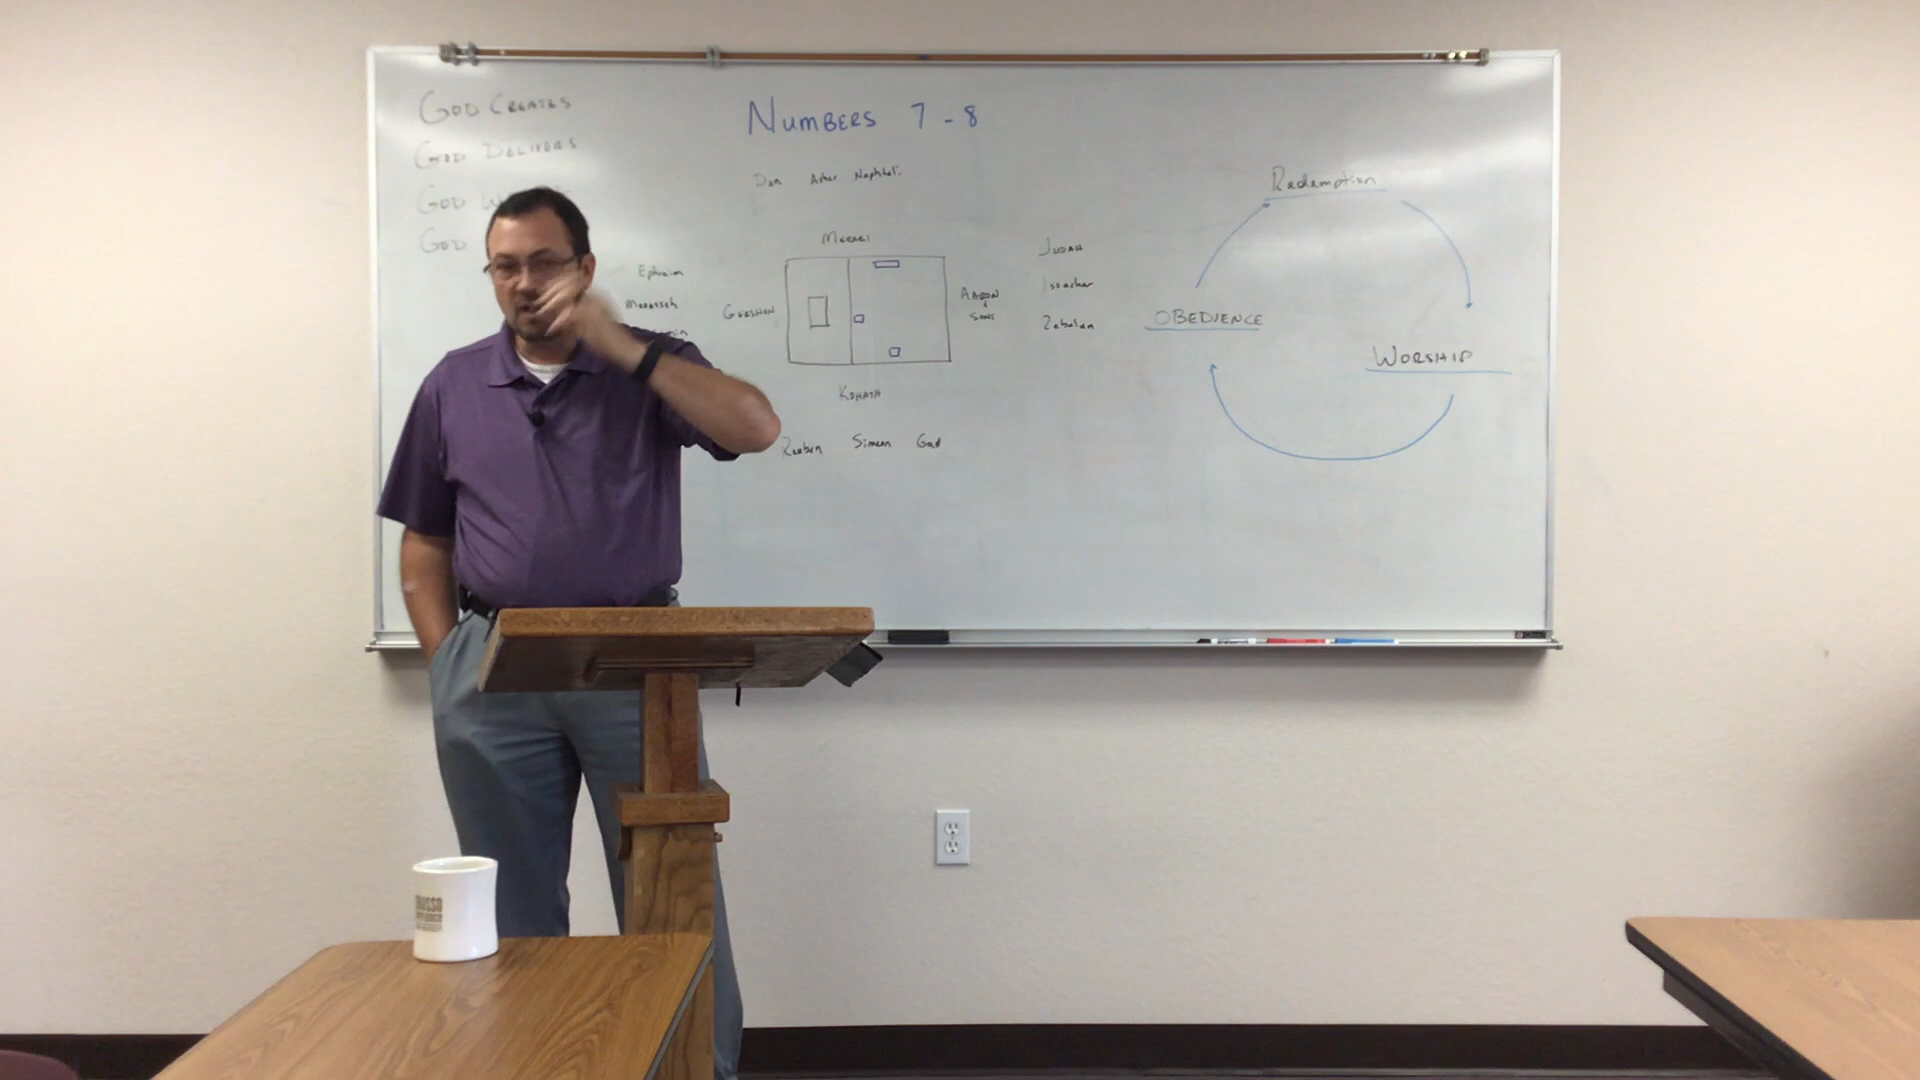 GOD CREATES
GOD DELIVERS
GOD
GOD
NUMBERS 7 - 8
Dan Asher Naphtali
Merari
Ephraim
Manasseh
GERSHON
AARON
&
SONS
JUDAH
Issachar
Zebulun
KOHATH
Reuben Simeon Gad
Redemption
OBEDIENCE
WORSHIP